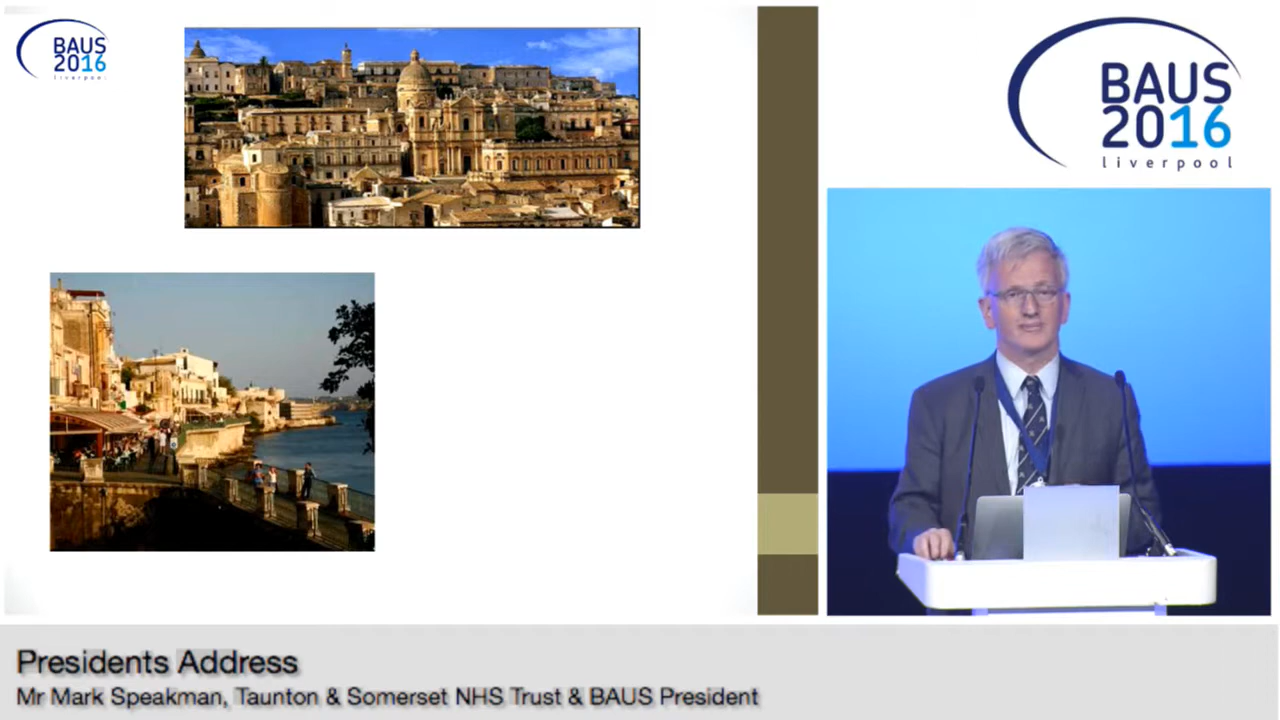 BAUS
2016
liverpool
BAUS
2016
liverpool
Presidents Address
Mr Mark Speakman, Taunton & Somerset NHS Trust & BAUS President